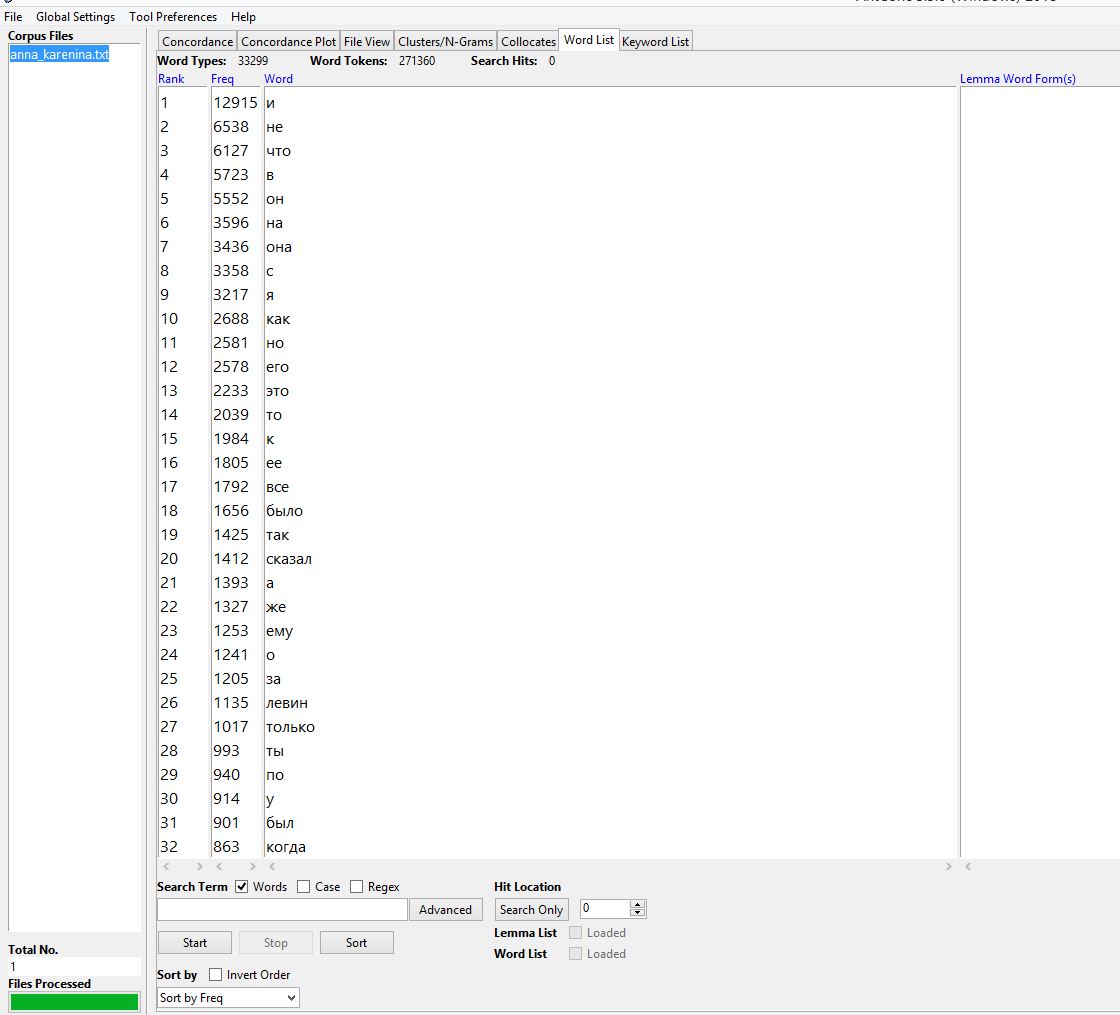 File Global Settings Tool Preferences Help
Corpus Files
anna_karenina.txt
Concordance Concordance Plot File View Clusters/N-Grams Collocates Word List Keyword List
Word Types: 33299 Word Tokens: 271360 Search Hits: 0
Rank Freq Word Lemma Word Form(s)
1 12915 и
2 6538 не
3 6127 что
4 5723 в
5 5552 он
6 3596 на
7 3436 она
8 3358 с
9 3217 я
10 2688 как
11 2581 но
12 2578 его
13 2233 это
14 2039 то
15 1984 к
16 1805 ее
17 1792 все
18 1656 было
19 1425 так
20 1412 сказал
21 1393 а
22 1327 же
23 1253 ему
24 1241 о
25 1205 за
26 1135 левин
27 1017 только
28 993 ты
29 940 по
30 914 у
31 901 был
32 863 когда
Search Term Words Case Regex Hit Location
Advanced Search Only 0
Start Stop Sort Lemma List Loaded
Word List Loaded
Sort by Invert Order
Sort by Freq
Total No.
1
Files Processed